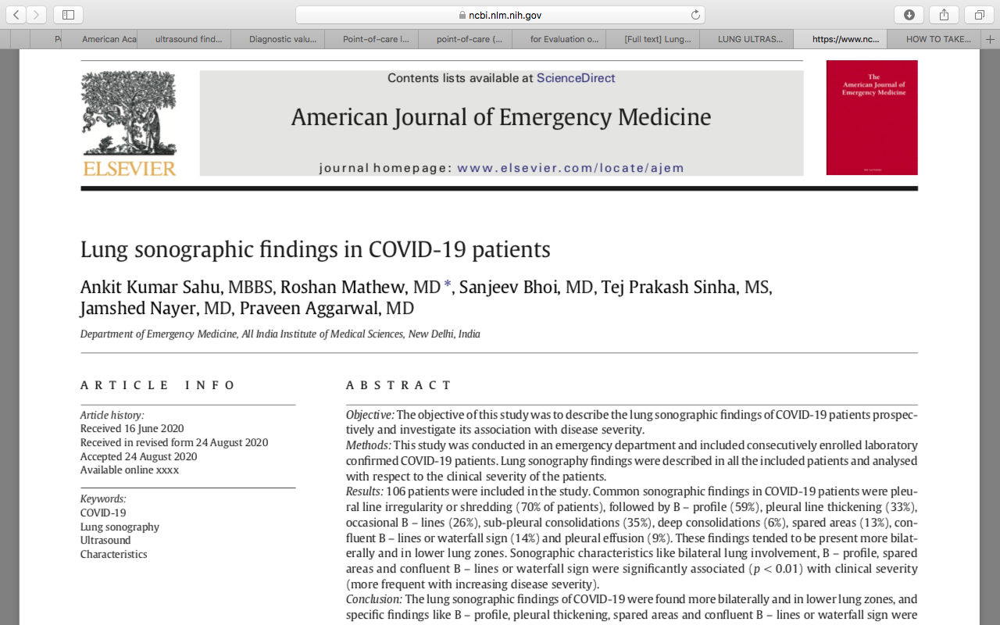 ncbi.nlm.nih.gov
American Aca
ultrasound find...
Diagnostic valu...
Point-of-care l...
point-of-care (...
for Evaluation o...
[Full text] Lung...
LUNG ULTRAS...
https://www.nc...
HOW TO TAKE...
Contents lists available at ScienceDirect
American Journal of Emergency Medicine
journal homepage: www.elsevier.com/locate/ajem
ELSEVIER
The
American Journal of
Emergency Medicine
Lung sonographic findings in COVID-19 patients
Ankit Kumar Sahu, MBBS, Roshan Mathew, MD *, Sanjeev Bhoi, MD, Tej Prakash Sinha, MS,
Jamshed Nayer, MD, Praveen Aggarwal, MD
Department of Emergency Medicine, All India Institute of Medical Sciences, New Delhi, India
ARTICLE INFO
Article history:
Received 16 June 2020
Received in revised form 24 August 2020
Accepted 24 August 2020
Available online xxxx
Keywords:
COVID-19
Lung sonography
Ultrasound
Characteristics
ABSTRACT
Objective: The objective of this study was to describe the lung sonographic findings of COVID-19 patients prospec-
tively and investigate its association with disease severity.
Methods: This study was conducted in an emergency department and included consecutively enrolled laboratory
confirmed COVID-19 patients. Lung sonography findings were described in all the included patients and analysed
with respect to the clinical severity of the patients.
Results: 106 patients were included in the study. Common sonographic findings in COVID-19 patients were pleu-
ral line irregularity or shredding (70% of patients), followed by B – profile (59%), pleural line thickening (33%),
occasional B – lines (26%), sub-pleural consolidations (35%), deep consolidations (6%), spared areas (13%), con-
fluent B – lines or waterfall sign (14%) and pleural effusion (9%). These findings tended to be present more bilat-
erally and in lower lung zones. Sonographic characteristics like bilateral lung involvement, B – profile, spared
areas and confluent B – lines or waterfall sign were significantly associated (p < 0.01) with clinical severity
(more frequent with increasing disease severity).
Conclusion: The lung sonographic findings of COVID-19 were found more bilaterally and in lower lung zones, and
specific findings like B – profile, pleural thickening, spared areas and confluent B – lines or waterfall sign were